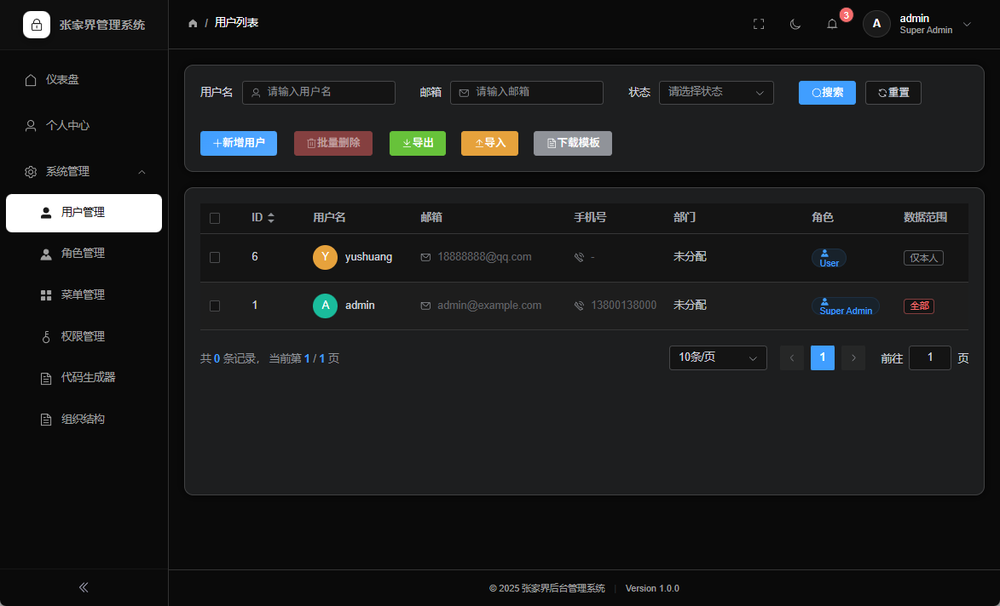 张家界管理系统
/ 用户列表
3
A
admin
Super Admin
仪表盘
个人中心
系统管理
用户管理
角色管理
菜单管理
权限管理
代码生成器
组织结构
用户名 请输入用户名 邮箱 请输入邮箱 状态 请选择状态 搜索 重置
新增用户 批量删除 导出 导入 下载模板
ID 用户名 邮箱 手机号 部门 角色 数据范围
6 Y yushuang 18888888@qq.com - 未分配 User 仅本人
1 A admin admin@example.com 13800138000 未分配 Super Admin 全部
共 0 条记录， 当前第 1 / 1 页 10条/页 1 前往 1 页
© 2025 张家界后台管理系统 | Version 1.0.0